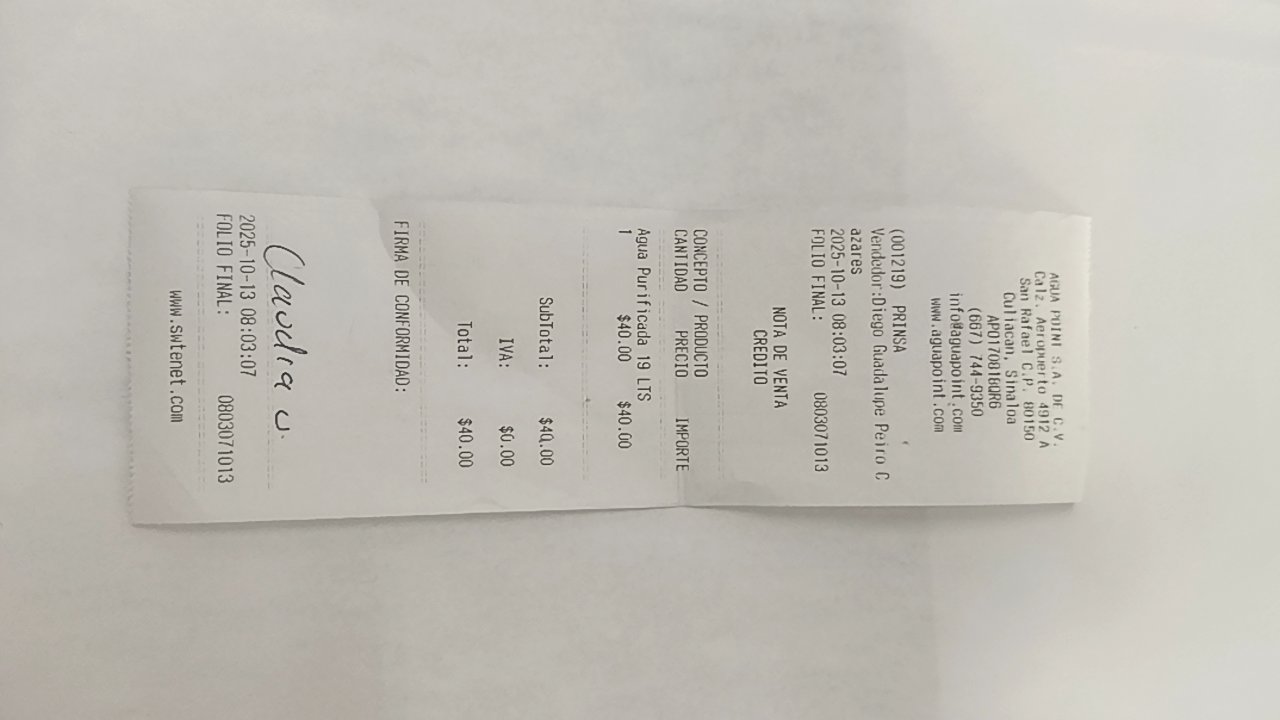 AGUA POINT S.A. DE C.V.
Calz. Aeropuerto 4912 A
San Rafael C.P. 80150
Culiacan, Sinaloa
APO170818QR6
(667) 744-9350
info@aguapoint.com
www.aguapoint.com
(001219) PRINSA
Vendedor:Diego Guadalupe Peiro C
azares
2025-10-13 08:03:07
FOLIO FINAL: 0803071013
NOTA DE VENTA
CREDITO
CONCEPTO / PRODUCTO
CANTIDAD PRECIO IMPORTE
Agua Purificada 19 LTS
1 $40.00 $40.00
SubTotal: $40.00
IVA: $0.00
Total: $40.00
FIRMA DE CONFORMIDAD:
Claudia U.
2025-10-13 08:03:07
FOLIO FINAL: 0803071013
www.swtenet.com